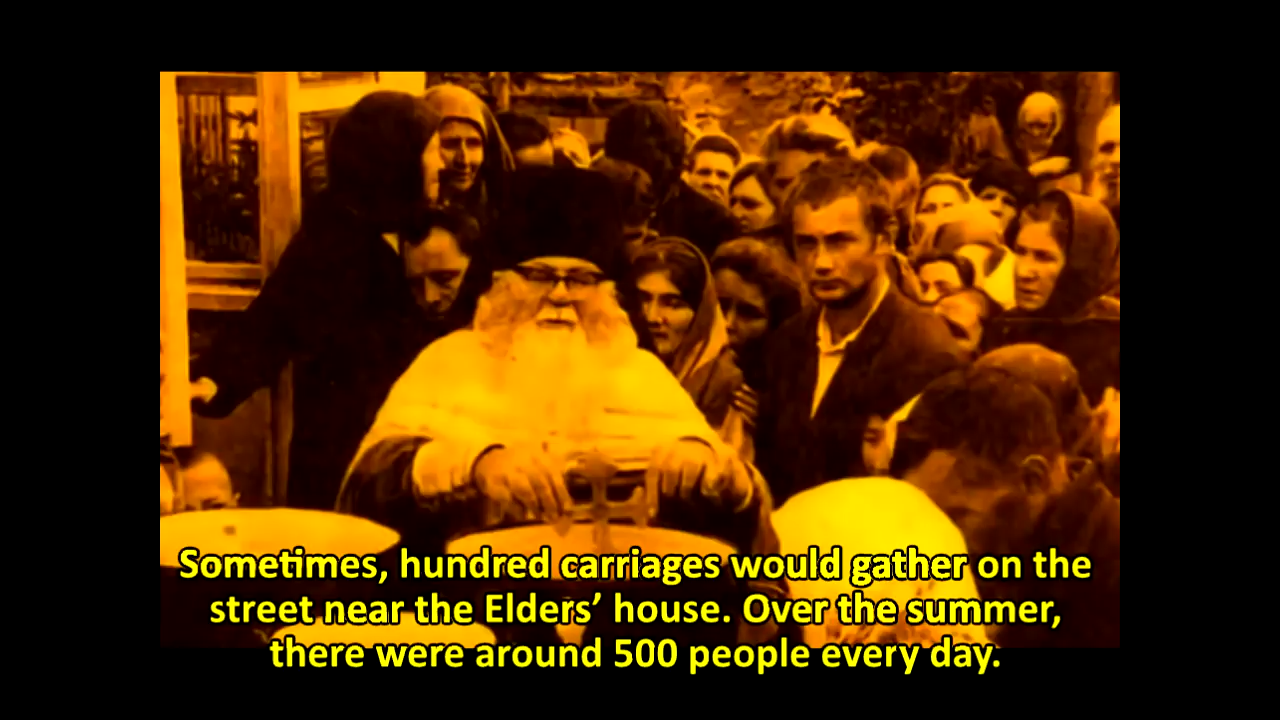 Sometimes, hundred carriages would gather on the
street near the Elders’ house. Over the summer,
there were around 500 people every day.